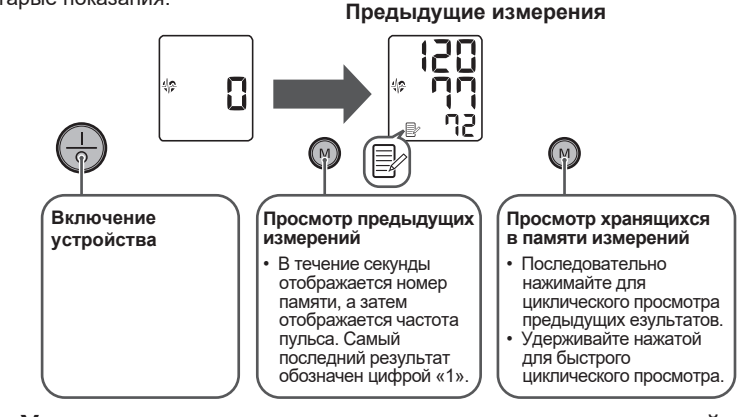 тарые показания.
Предыдущие измерения
0
120
77
72
M
M
Включение
устройства
Просмотр предыдущих
измерений
• В течение секунды
отображается номер
памяти, а затем
отображается частота
пульса. Самый
последний результат
обозначен цифрой «1».
Просмотр хранящихся
в памяти измерений
• Последовательно
нажимайте для
циклического просмотра
предыдущих езультатов.
• Удерживайте нажатой
для быстрого
циклического просмотра.